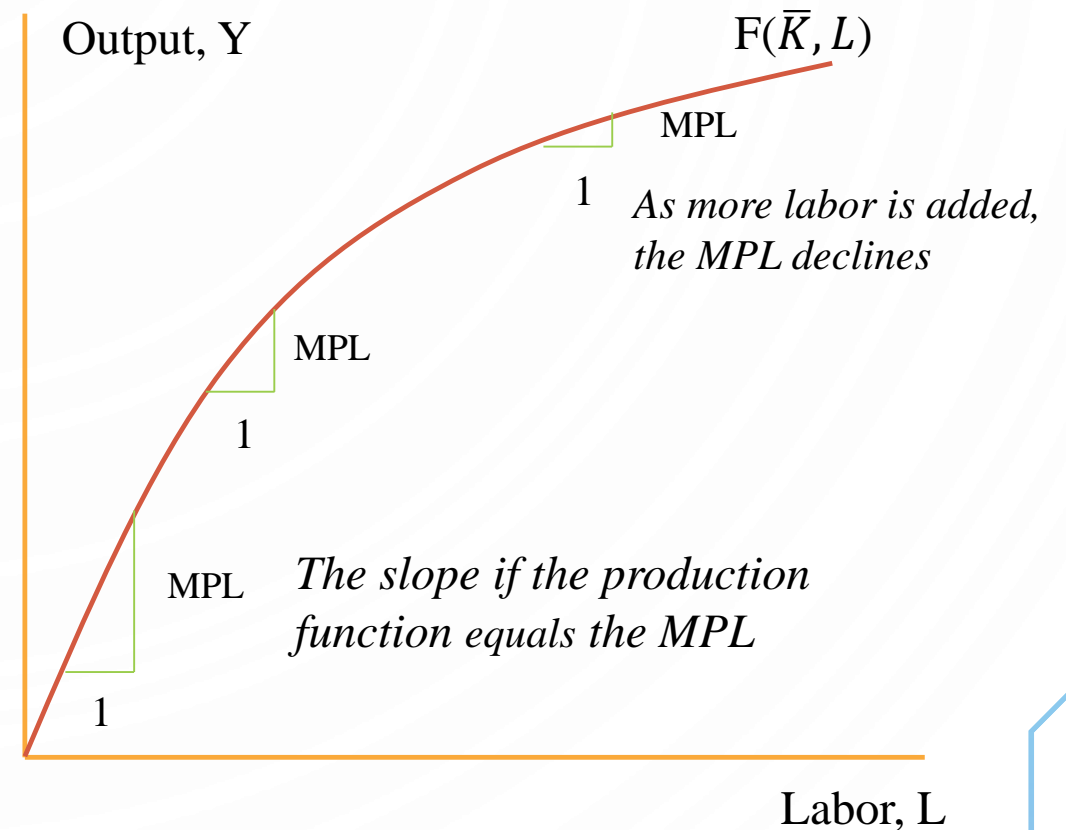 Output, Y
F(K̅, L)
MPL
1
As more labor is added,
the MPL declines
MPL
1
MPL
The slope if the production
function equals the MPL
1
Labor, L